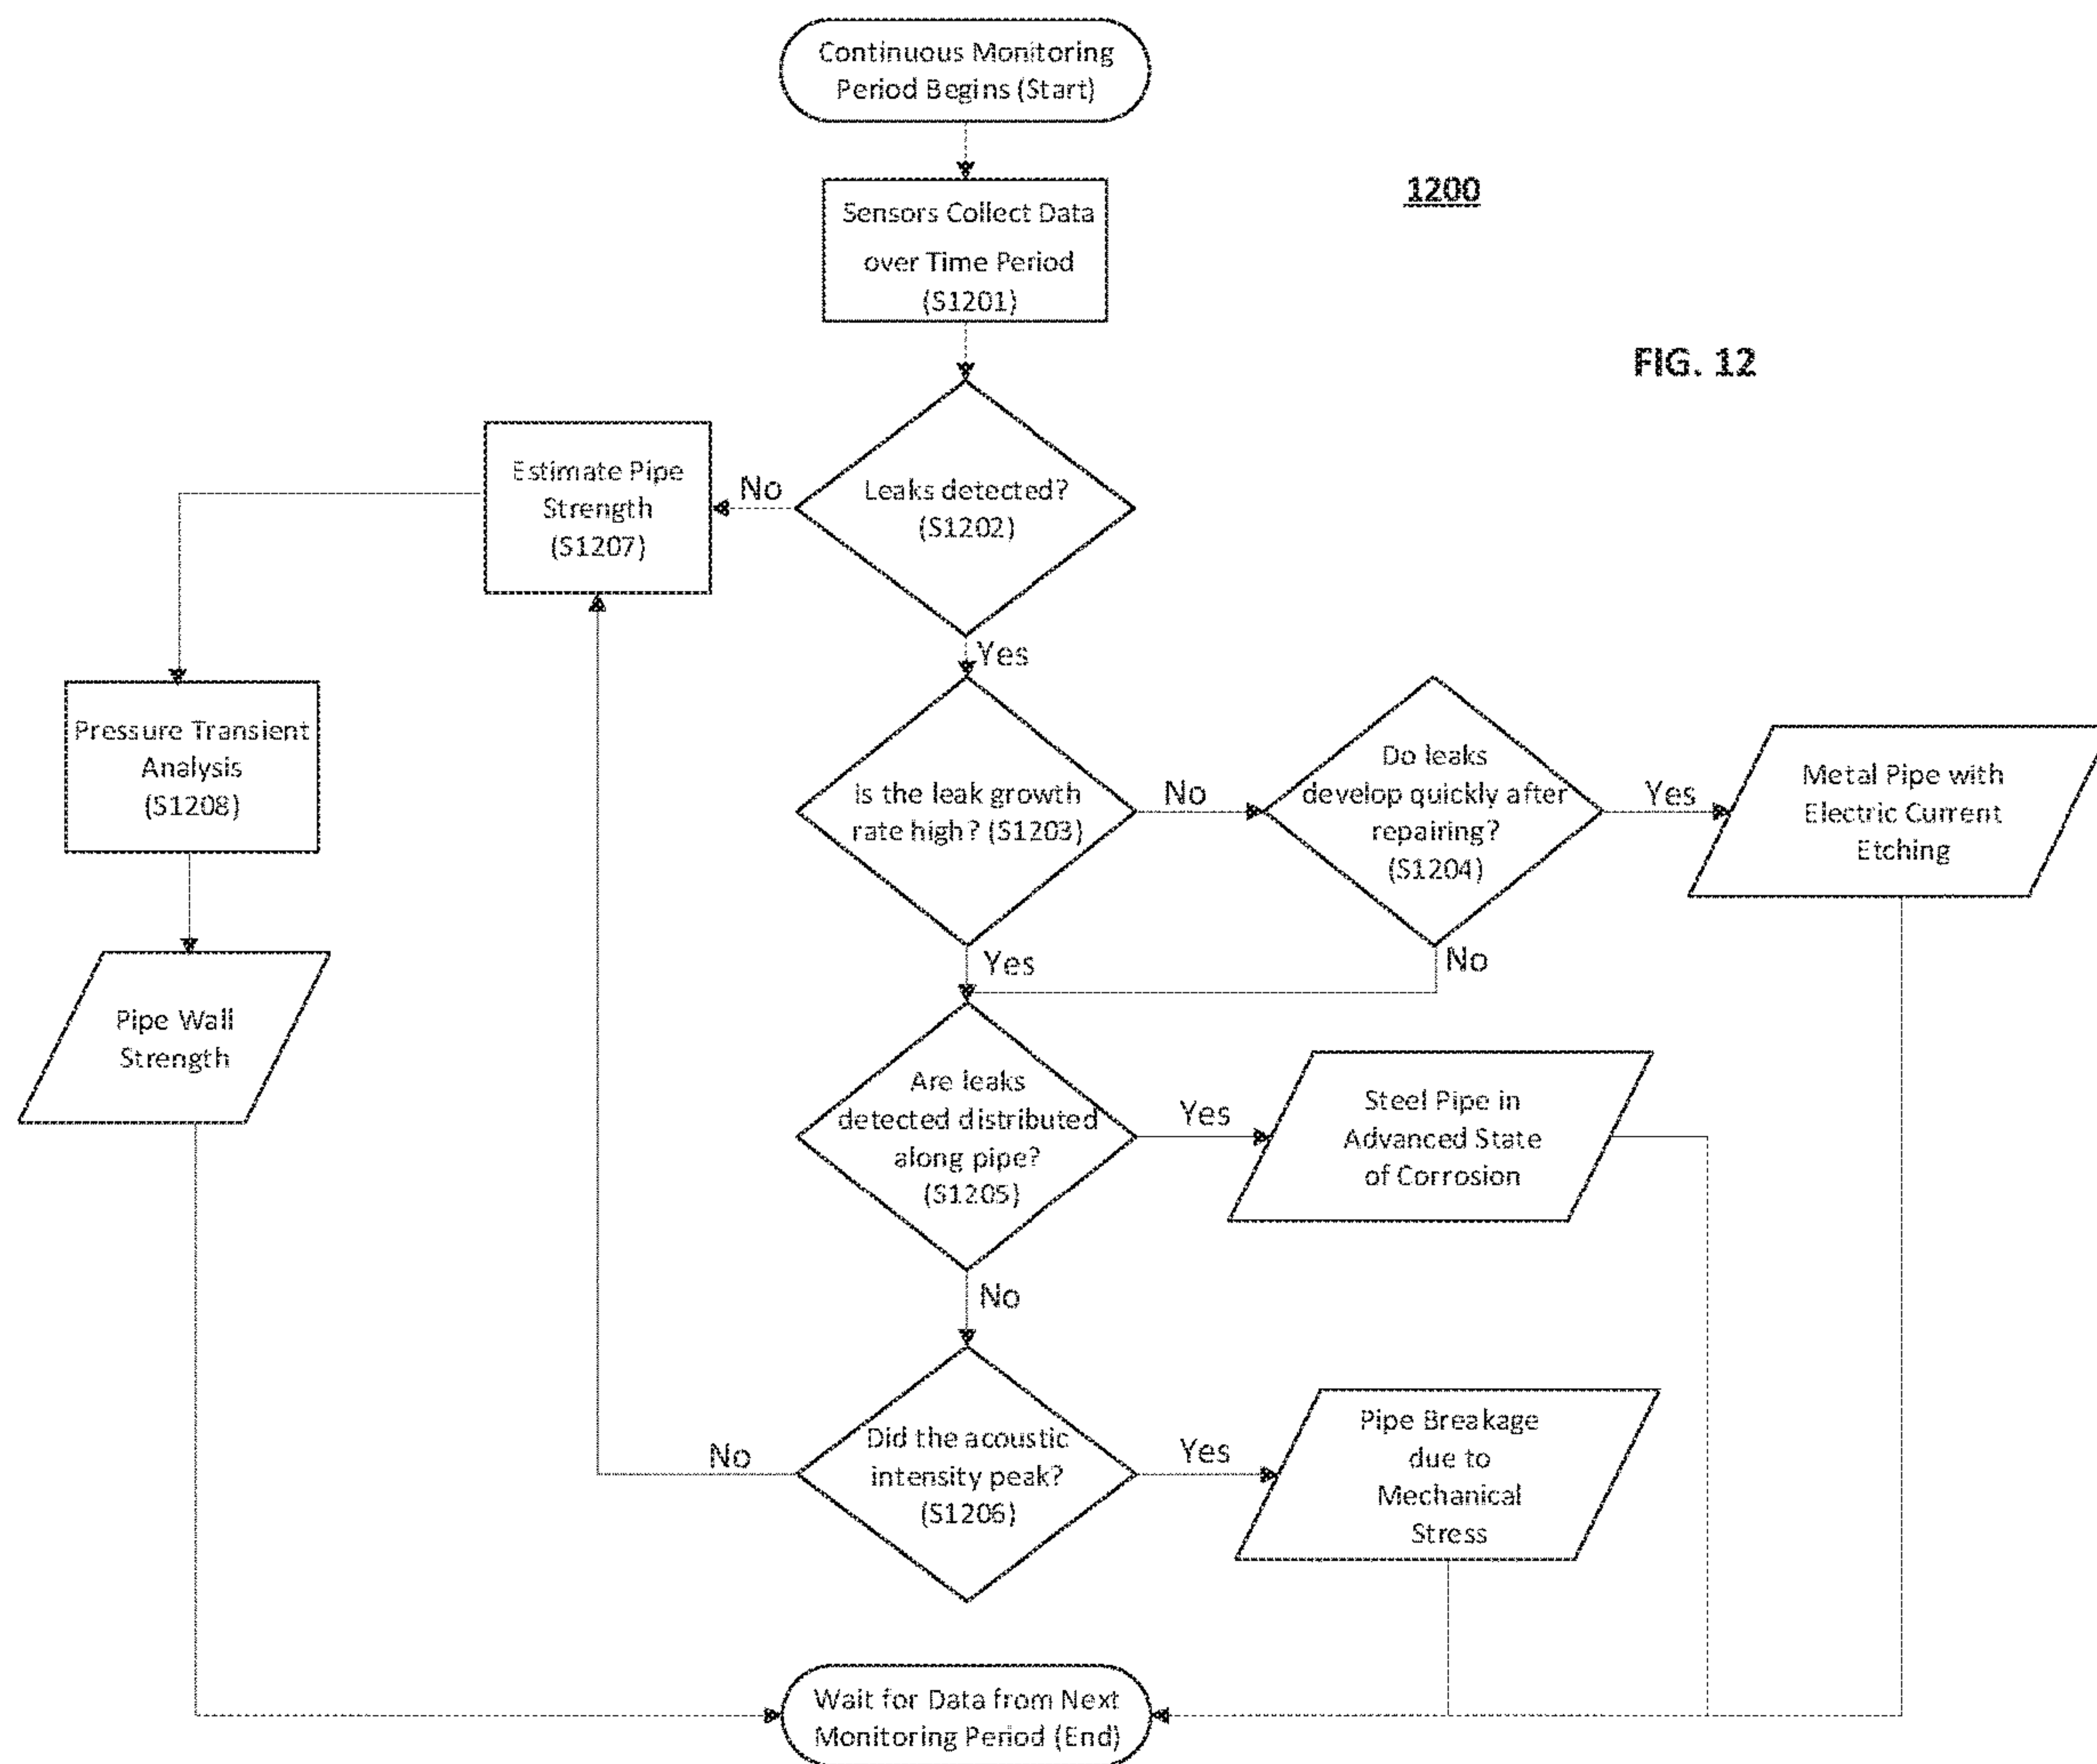 Continuous Monitoring
Period Begins (Start)
1200
Sensors Collect Data
over Time Period
(S1201)
FIG. 12
Estimate Pipe
Strength
(S1207)
No
Leaks detected?
(S1202)
Yes
Pressure Transient
Analysis
(S1208)
Is the leak growth
rate high? (S1203)
No
Do leaks
develop quickly after
repairing?
(S1204)
Yes
Metal Pipe with
Electric Current
Etching
Yes
No
Pipe Wall
Strength
Are leaks
detected distributed
along pipe?
(S1205)
Yes
Steel Pipe in
Advanced State
of Corrosion
No
No
Did the acoustic
intensity peak?
(S1206)
Yes
Pipe Breakage
due to
Mechanical
Stress
Wait for Data from Next
Monitoring Period (End)